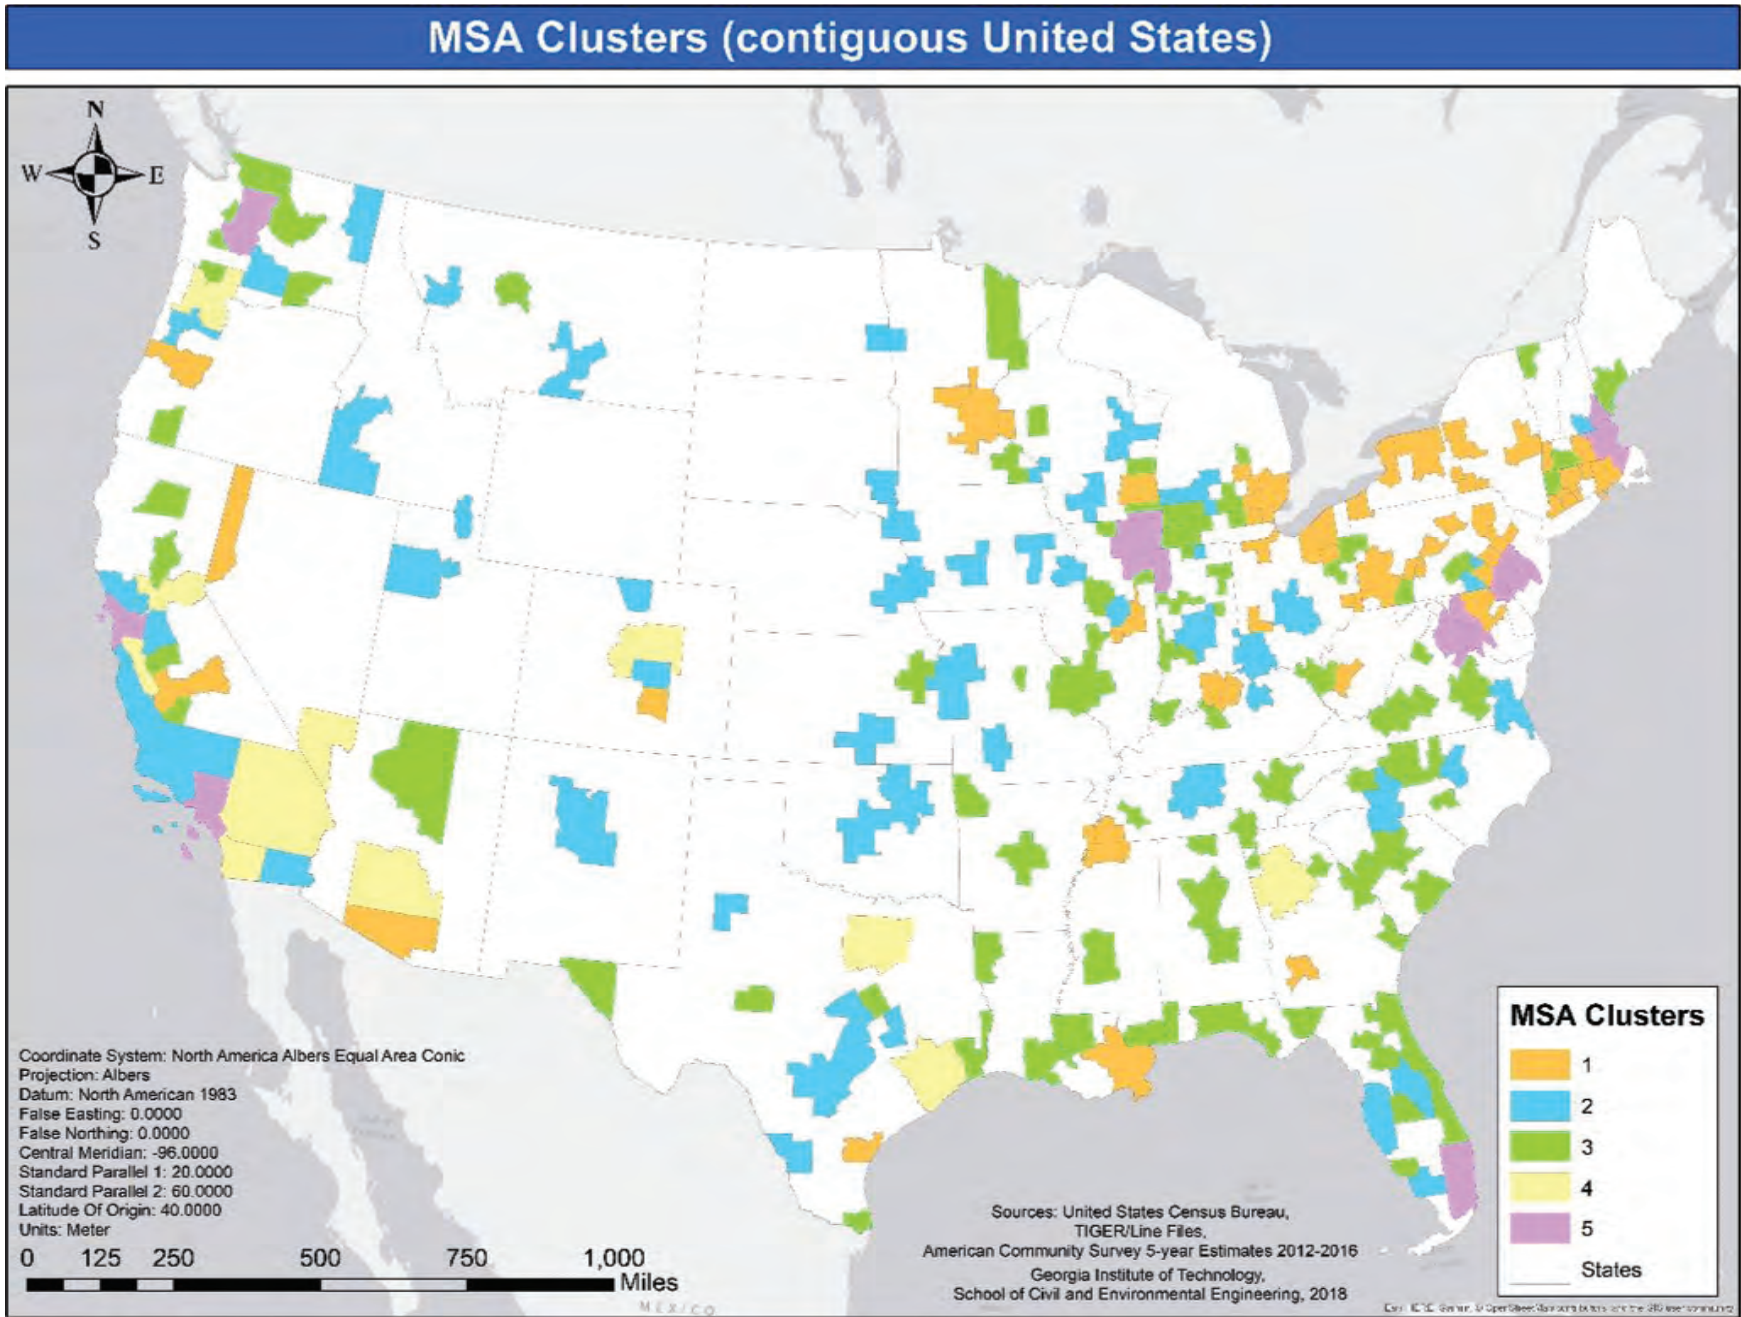 MSA Clusters (contiguous United States)
N
W E
S
Coordinate System: North America Albers Equal Area Conic
Projection: Albers
Datum: North American 1983
False Easting: 0.0000
False Northing: 0.0000
Central Meridian: -96.0000
Standard Parallel 1: 20.0000
Standard Parallel 2: 60.0000
Latitude Of Origin: 40.0000
Units: Meter
0 125 250 500 750 1,000
Miles
MEXICO
Sources: United States Census Bureau,
TIGER/Line Files,
American Community Survey 5-year Estimates 2012-2016
Georgia Institute of Technology,
School of Civil and Environmental Engineering, 2018
MSA Clusters
1
2
3
4
5
States